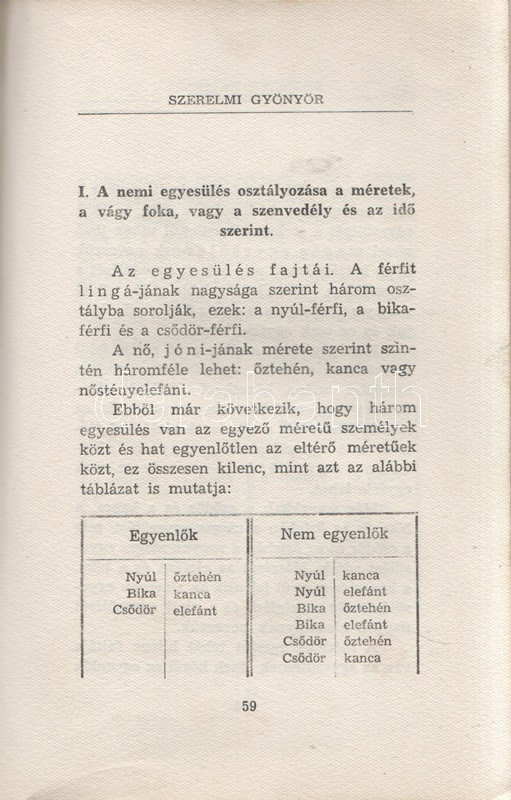 SZERELMI GYÖNYÖR
I. A nemi egyesülés osztályozása a méretek,
a vágy foka, vagy a szenvedély és az idő
szerint.
Az egyesülés fajtái. A férfit
lingá-jának nagysága szerint három osz-
tályba sorolják, ezek: a nyúl-férfi, a bika-
férfi és a csődör-férfi.
A nő, jóni-jának mérete szerint szin-
tén háromféle lehet: őztehén, kanca vagy
nőstényelefánt.
Ebből már következik, hogy három
egyesülés van az egyező méretű személyek
közt és hat egyenlőtlen az eltérő méretűek
közt, ez összesen kilenc, mint azt az alábbi
táblázat is mutatja:
Egyenlők
Nyúl őztehén
Bika kanca
Csődör elefánt
Nem egyenlők
Nyúl kanca
Nyúl elefánt
Bika őztehén
Bika elefánt
Csődör őztehén
Csődör kanca
59
darabanth